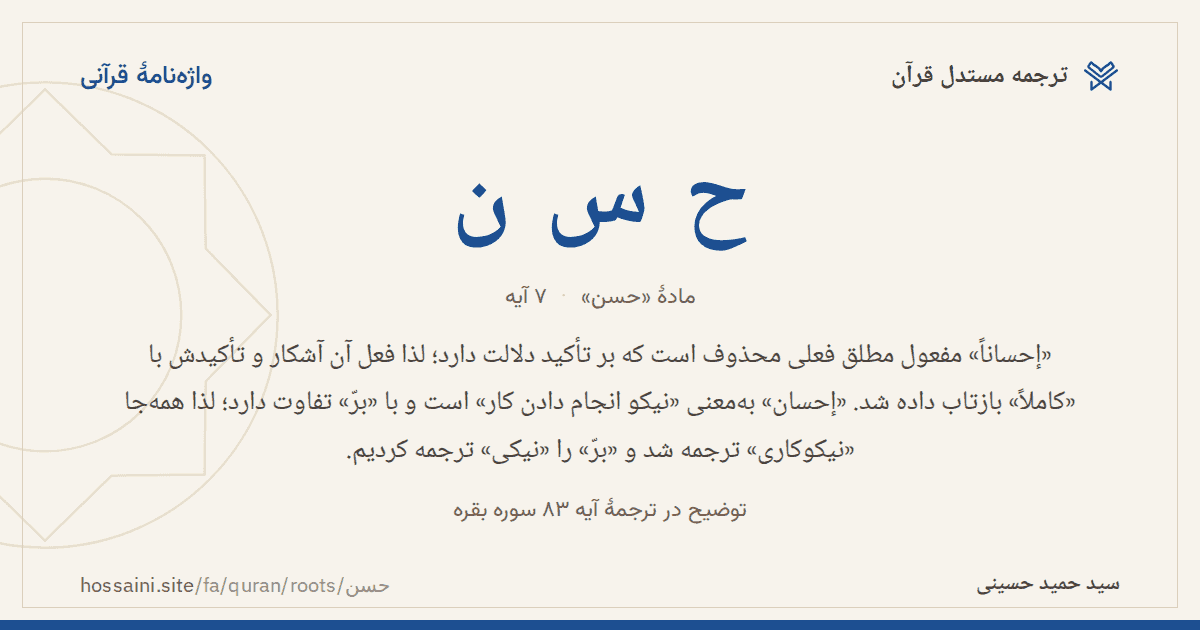 ترجمه مستدل قرآن
واژه‌نامهٔ قرآنی
ح س ن
مادهٔ «حسن» · ۷ آیه
«إحساناً» مفعول مطلق فعلی محذوف است که بر تأکید دلالت دارد؛ لذا فعل آن آشکار و تأکیدش با
«کاملاً» بازتاب داده شد. «إحسان» به‌معنی «نیکو انجام دادن کار» است و با «برّ» تفاوت دارد؛ لذا همه‌جا
«نیکوکاری» ترجمه شد و «برّ» را «نیکی» ترجمه کردیم.
توضیح در ترجمهٔ آیه ۸۳ سوره بقره
سید حمید حسینی
hossaini.site/fa/quran/roots/حسن